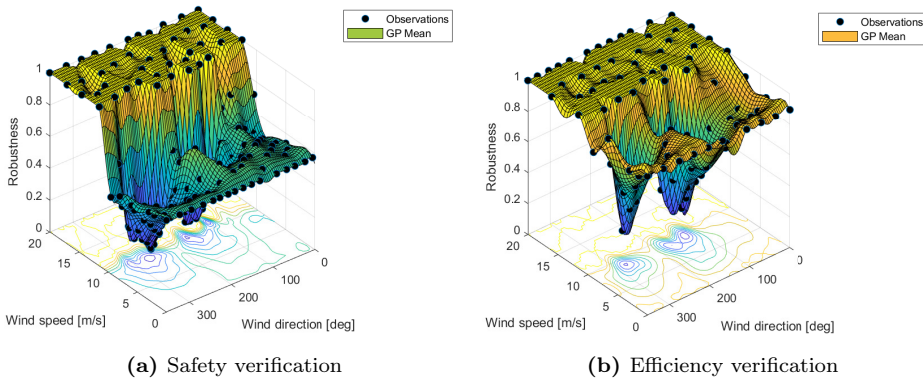 Observations
GP Mean
1
0.8
0.6
0.4
0.2
0
Robustness
20
15
10
5
0
Wind speed [m/s]
300
200
100
0
Wind direction [deg]
(a) Safety verification
Observations
GP Mean
1
0.8
0.6
0.4
0.2
0
Robustness
20
15
10
5
0
Wind speed [m/s]
300
200
100
0
Wind direction [deg]
(b) Efficiency verification